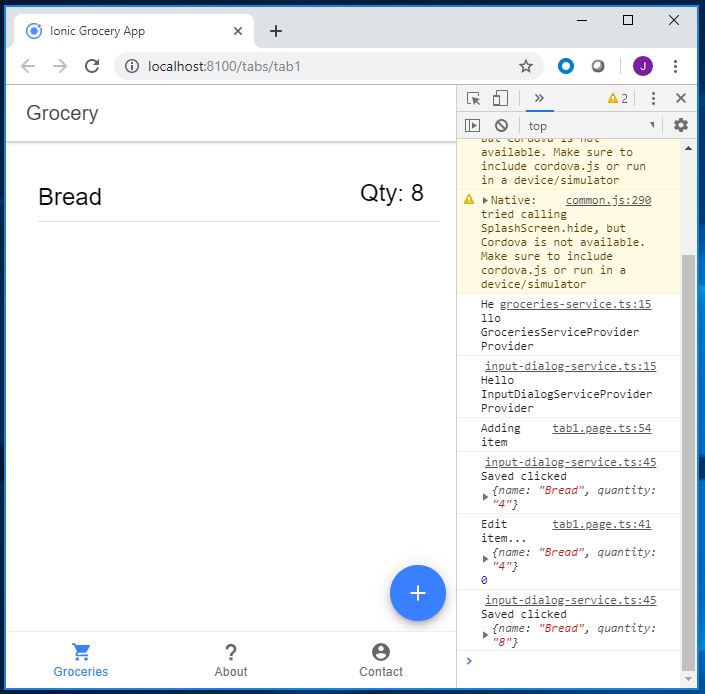 Ionic Grocery App
localhost:8100/tabs/tab1
J
Grocery
Bread Qty: 8
Groceries
About
Contact
2
top
but Cordova is not
available. Make sure to
include cordova.js or run
in a device/simulator
Native: common.js:290
tried calling
SplashScreen.hide, but
Cordova is not available.
Make sure to include
cordova.js or run in a
device/simulator
He groceries-service.ts:15
llo
GroceriesServiceProvider
Provider
input-dialog-service.ts:15
Hello
InputDialogServiceProvider
Provider
Adding tab1.page.ts:54
item
input-dialog-service.ts:45
Saved clicked
{name: "Bread", quantity:
"4"}
Edit tab1.page.ts:41
item...
{name: "Bread", quantity:
"4"}
0
input-dialog-service.ts:45
Saved clicked
{name: "Bread", quantity:
"8"}